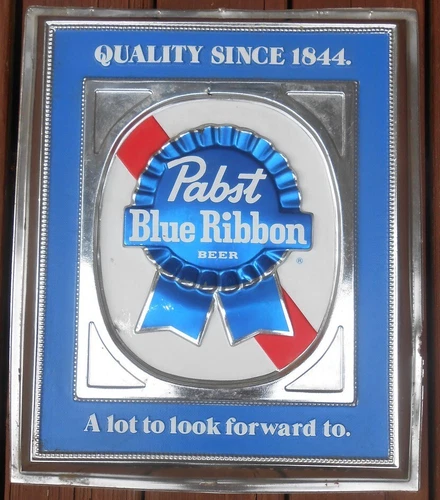 QUALITY SINCE 1844.
Pabst
Blue Ribbon
BEER
®
A lot to look forward to.